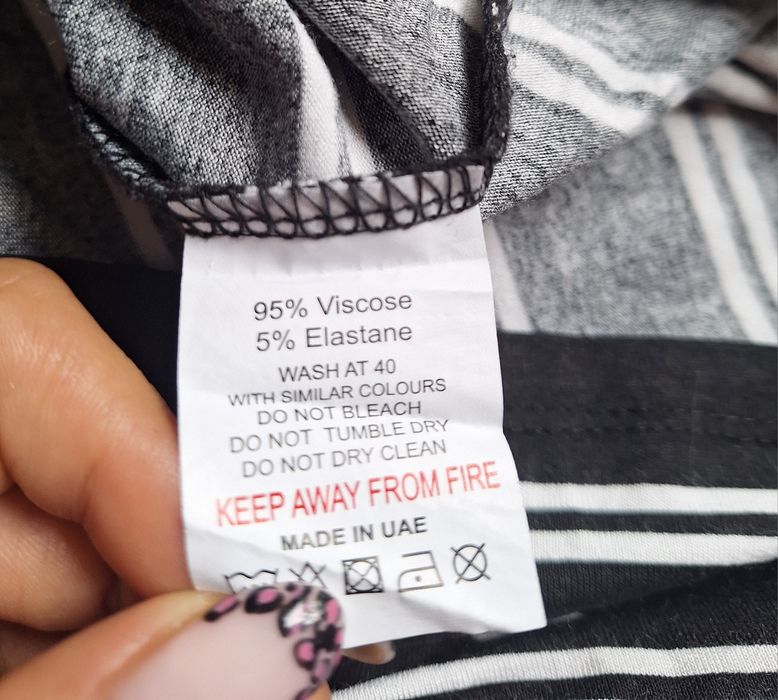 95% Viscose
5% Elastane
WASH AT 40
WITH SIMILAR COLOURS
DO NOT BLEACH
DO NOT TUMBLE DRY
DO NOT DRY CLEAN
KEEP AWAY FROM FIRE
MADE IN UAE